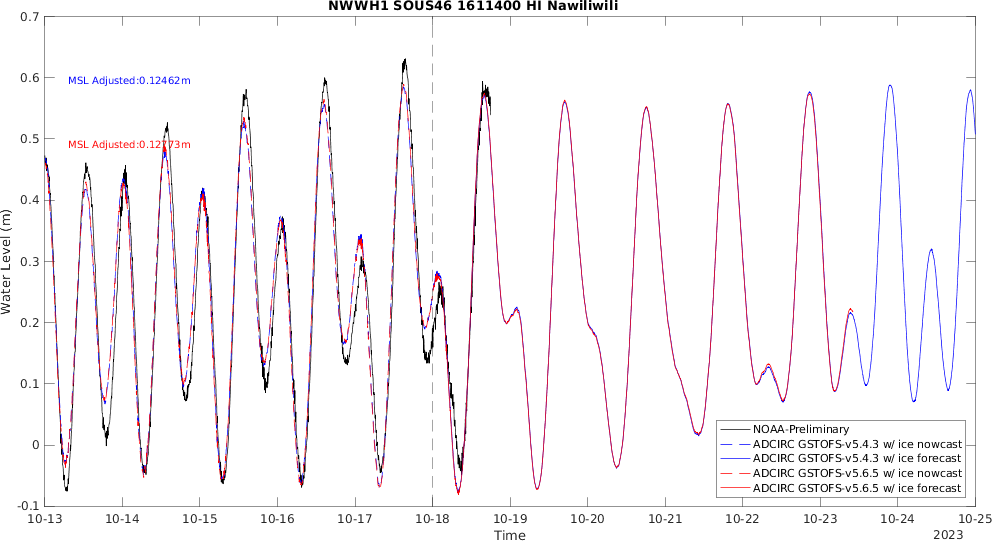 NWWH1 SOUS46 1611400 HI Nawiliwili
0.7
0.6
0.5
0.4
0.3
0.2
0.1
0
-0.1
Water Level (m)
MSL Adjusted:0.12462m
MSL Adjusted:0.12773m
NOAA-Preliminary
ADCIRC GSTOFS-v5.4.3 w/ ice nowcast
ADCIRC GSTOFS-v5.4.3 w/ ice forecast
ADCIRC GSTOFS-v5.6.5 w/ ice nowcast
ADCIRC GSTOFS-v5.6.5 w/ ice forecast
10-13 10-14 10-15 10-16 10-17 10-18 10-19 10-20 10-21 10-22 10-23 10-24 10-25
Time
2023